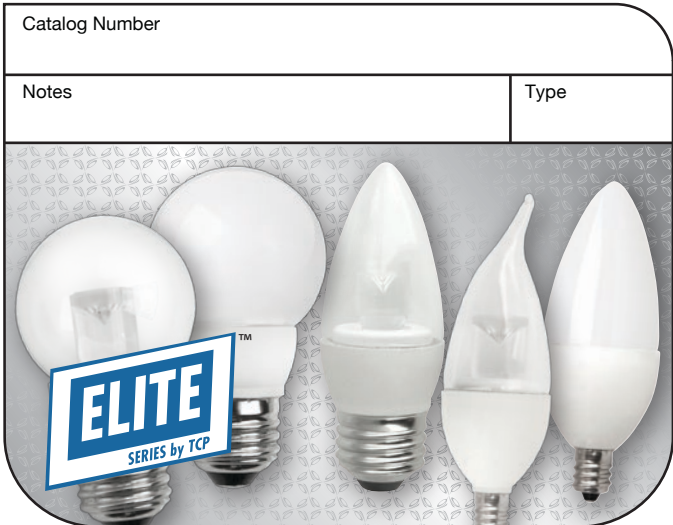 Catalog Number
Notes
Type
™
ELITE
SERIES by TCP